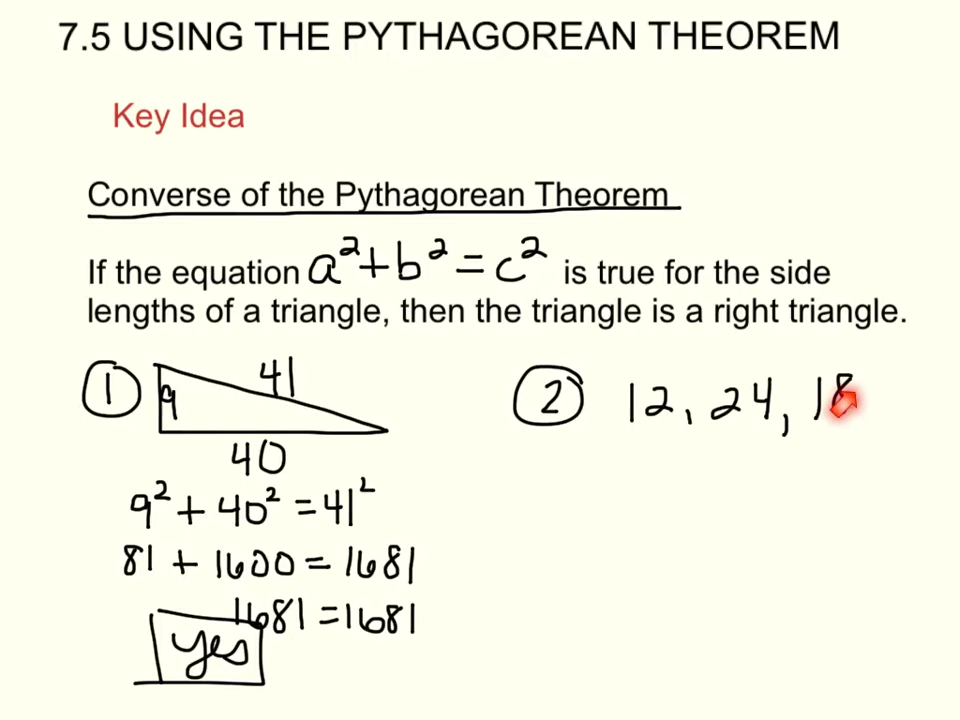 7.5 USING THE PYTHAGOREAN THEOREM
Key Idea
Converse of the Pythagorean Theorem
If the equation a² + b² = c² is true for the side
lengths of a triangle, then the triangle is a right triangle.
① 9 41 40
9² + 40² = 41²
81 + 1600 = 1681
1681 = 1681
yes
② 12, 24, 18